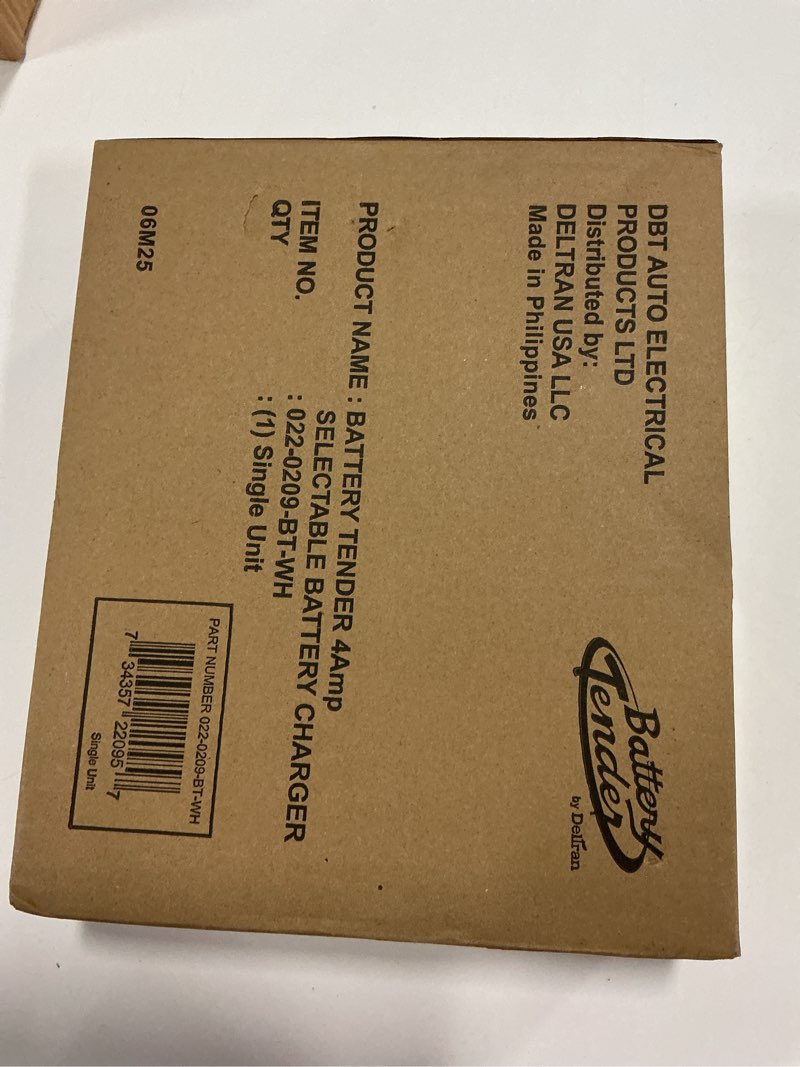 DBT AUTO ELECTRICAL
PRODUCTS LTD
Distributed by:
DELTRAN USA LLC
Made in Philippines
Battery
Tender
by Deltran
PRODUCT NAME : BATTERY TENDER 4Amp
SELECTABLE BATTERY CHARGER
ITEM NO. : 022-0209-BT-WH
QTY : (1) Single Unit
06M25
PART NUMBER 022-0209-BT-WH
7 34357 22095 7
Single Unit